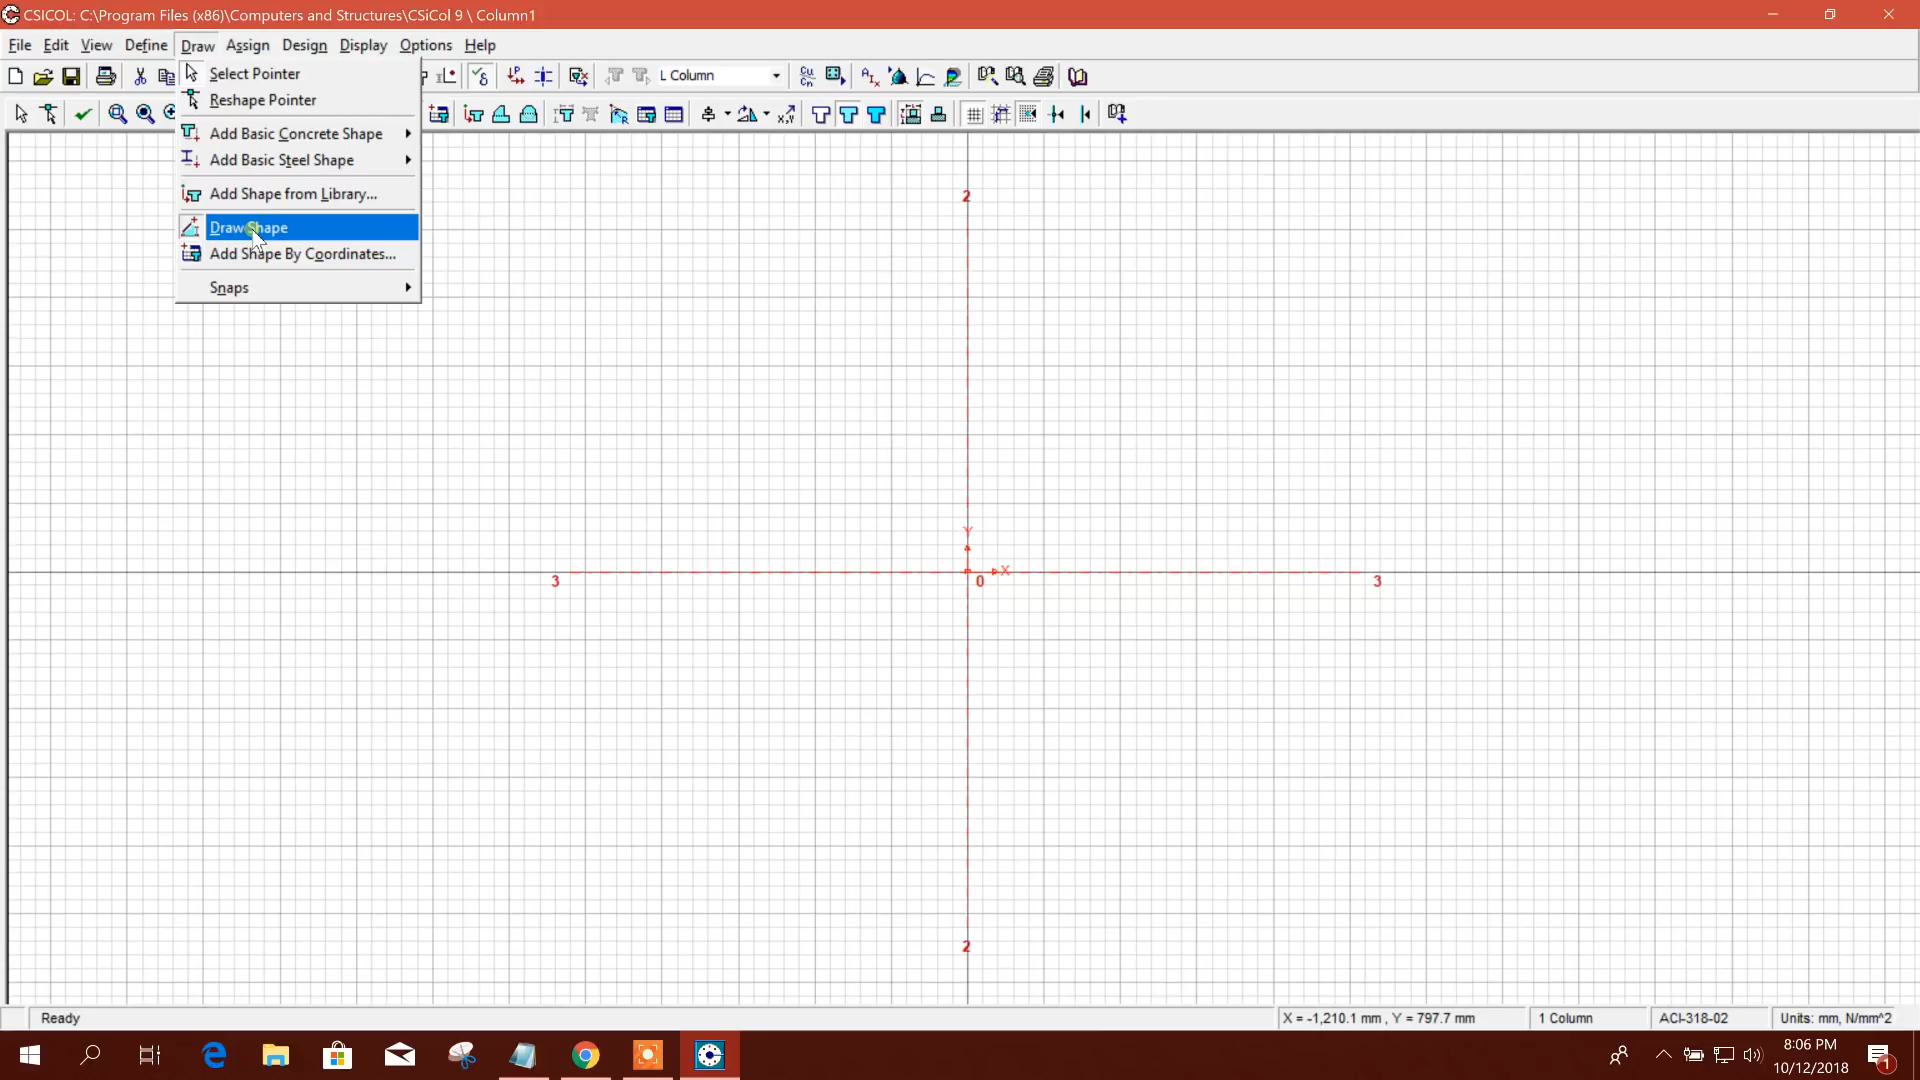 CSICOL: C:\Program Files (x86)\Computers and Structures\CSiCol 9 \ Column1
File Edit View Define Draw Assign Design Display Options Help
L Column
Select Pointer
Reshape Pointer
Add Basic Concrete Shape
Add Basic Steel Shape
Add Shape from Library...
Draw Shape
Add Shape By Coordinates...
Snaps
2
Y
X
3 0 3
2
Ready X = -1,210.1 mm , Y = 797.7 mm 1 Column ACI-318-02 Units: mm, N/mm^2
8:06 PM
10/12/2018
1